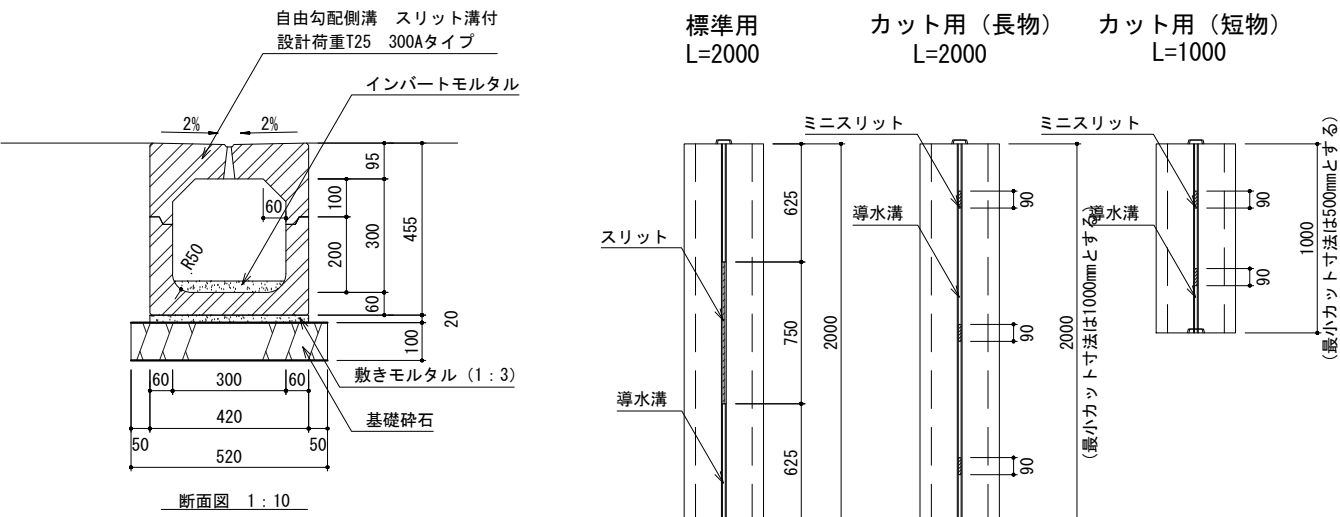 自由勾配側溝　スリット溝付
設計荷重T25　300Aタイプ
インバートモルタル
2%
2%
95
60
100
300
455
200
R50
60
20
100
60
300
60
敷きモルタル（1：3）
420
基礎砕石
50
50
520
断面図　1：10
標準用
L=2000
スリット
導水溝
625
750
2000
625
カット用（長物）
L=2000
ミニスリット
導水溝
90
90
90
2000
（最小カット寸法は1000mmとする）
カット用（短物）
L=1000
ミニスリット
導水溝
90
90
1000
（最小カット寸法は500mmとする）